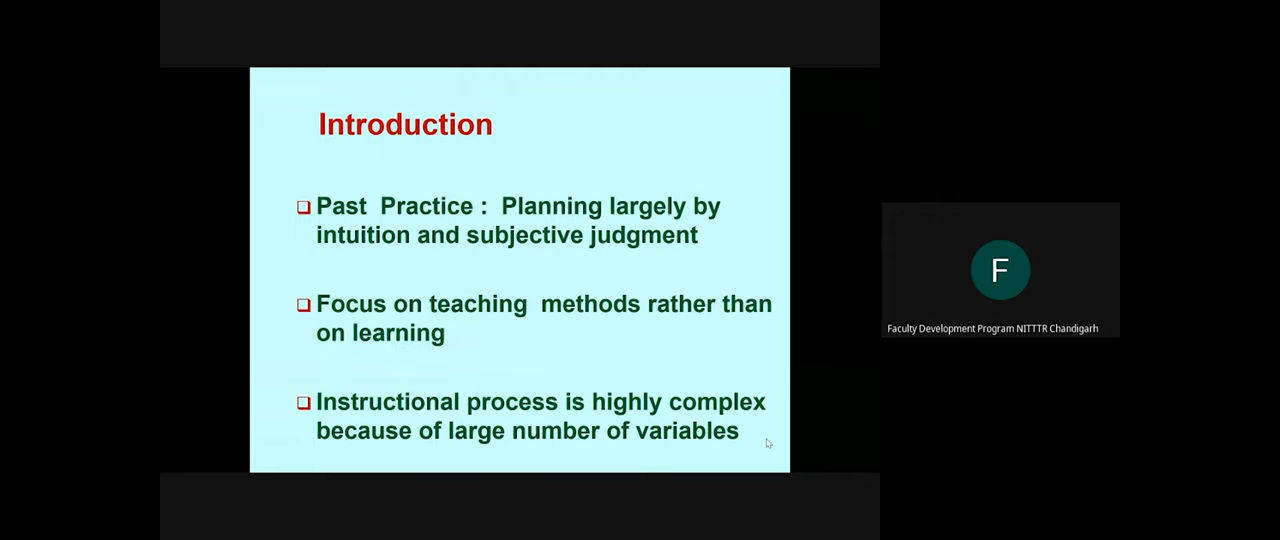 Introduction
Past Practice : Planning largely by
intuition and subjective judgment
Focus on teaching methods rather than
on learning
Instructional process is highly complex
because of large number of variables
F
Faculty Development Program NITTTR Chandigarh